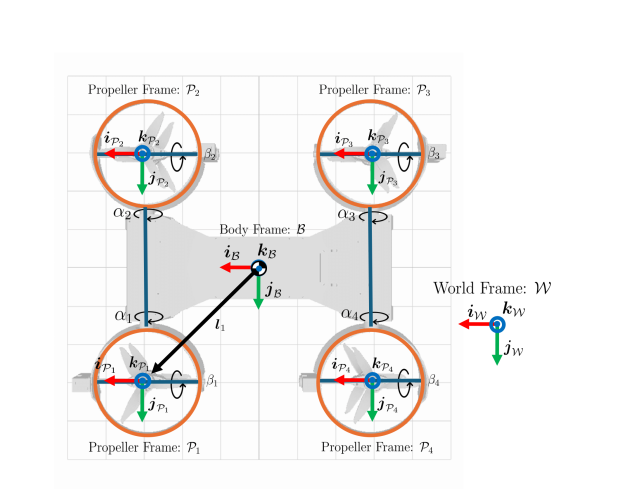 Propeller Frame: 𝒫₂
Propeller Frame: 𝒫₃
i𝒫₂ k𝒫₂ β₂
j𝒫₂
i𝒫₃ k𝒫₃ β₃
j𝒫₃
α₂
α₃
Body Frame: ℬ
iℬ kℬ
jℬ
World Frame: 𝒲
i𝒲 k𝒲
j𝒲
α₁
α₄
l₁
i𝒫₁ k𝒫₁ β₁
j𝒫₁
i𝒫₄ k𝒫₄ β₄
j𝒫₄
Propeller Frame: 𝒫₁
Propeller Frame: 𝒫₄